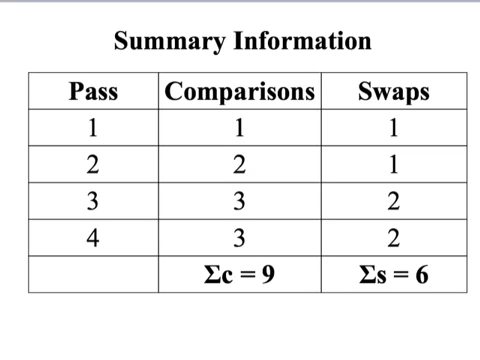 Summary Information
Pass Comparisons Swaps
1 1 1
2 2 1
3 3 2
4 3 2
Σc = 9 Σs = 6